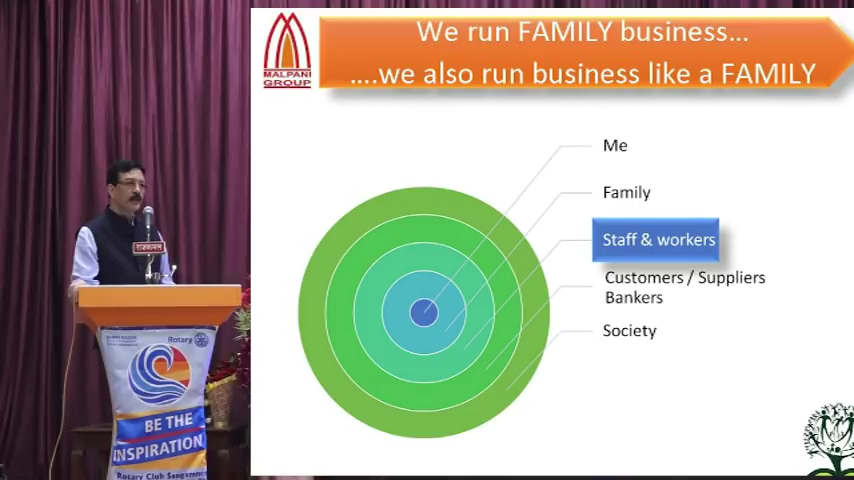 We run FAMILY business...
....we also run business like a FAMILY
MALPANI
GROUP
Me
Family
Staff & workers
Customers / Suppliers
Bankers
Society
राजकमल
Rotary
BE THE
INSPIRATION
Rotary Club Sangamner